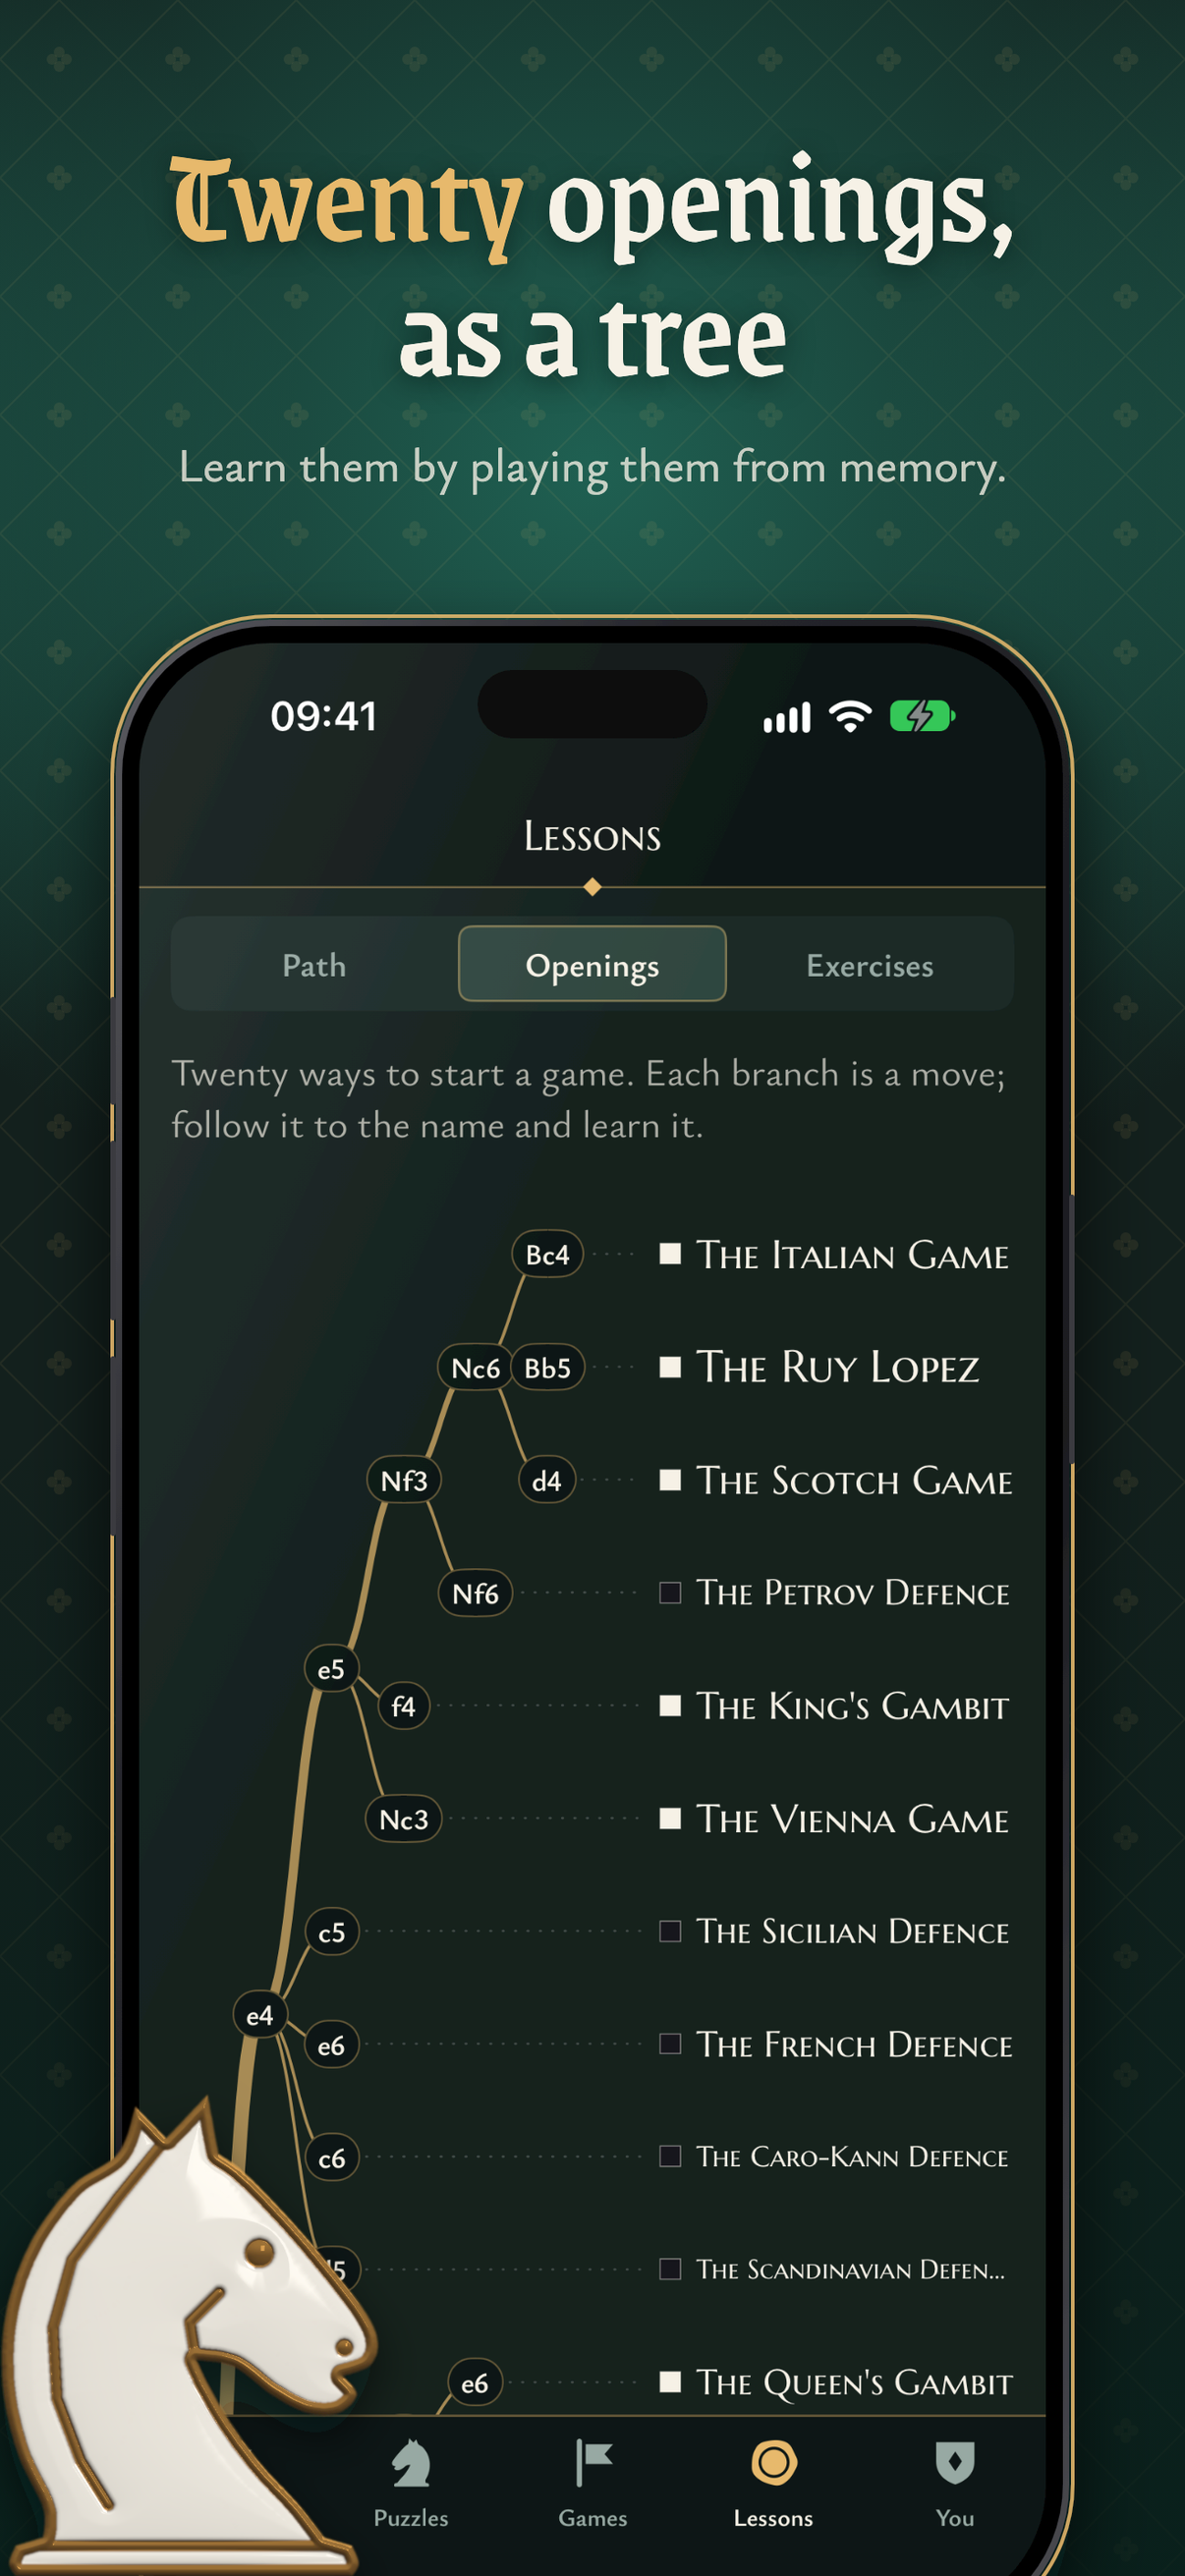 Twenty openings,
as a tree
Learn them by playing them from memory.
09:41
Lessons
Path Openings Exercises
Twenty ways to start a game. Each branch is a move;
follow it to the name and learn it.
Bc4 The Italian Game
Nc6 Bb5 The Ruy Lopez
Nf3 d4 The Scotch Game
Nf6 The Petrov Defence
e5
f4 The King's Gambit
Nc3 The Vienna Game
c5 The Sicilian Defence
e4
e6 The French Defence
c6 The Caro-Kann Defence
The Scandinavian Defen...
e6 The Queen's Gambit
Puzzles Games Lessons You